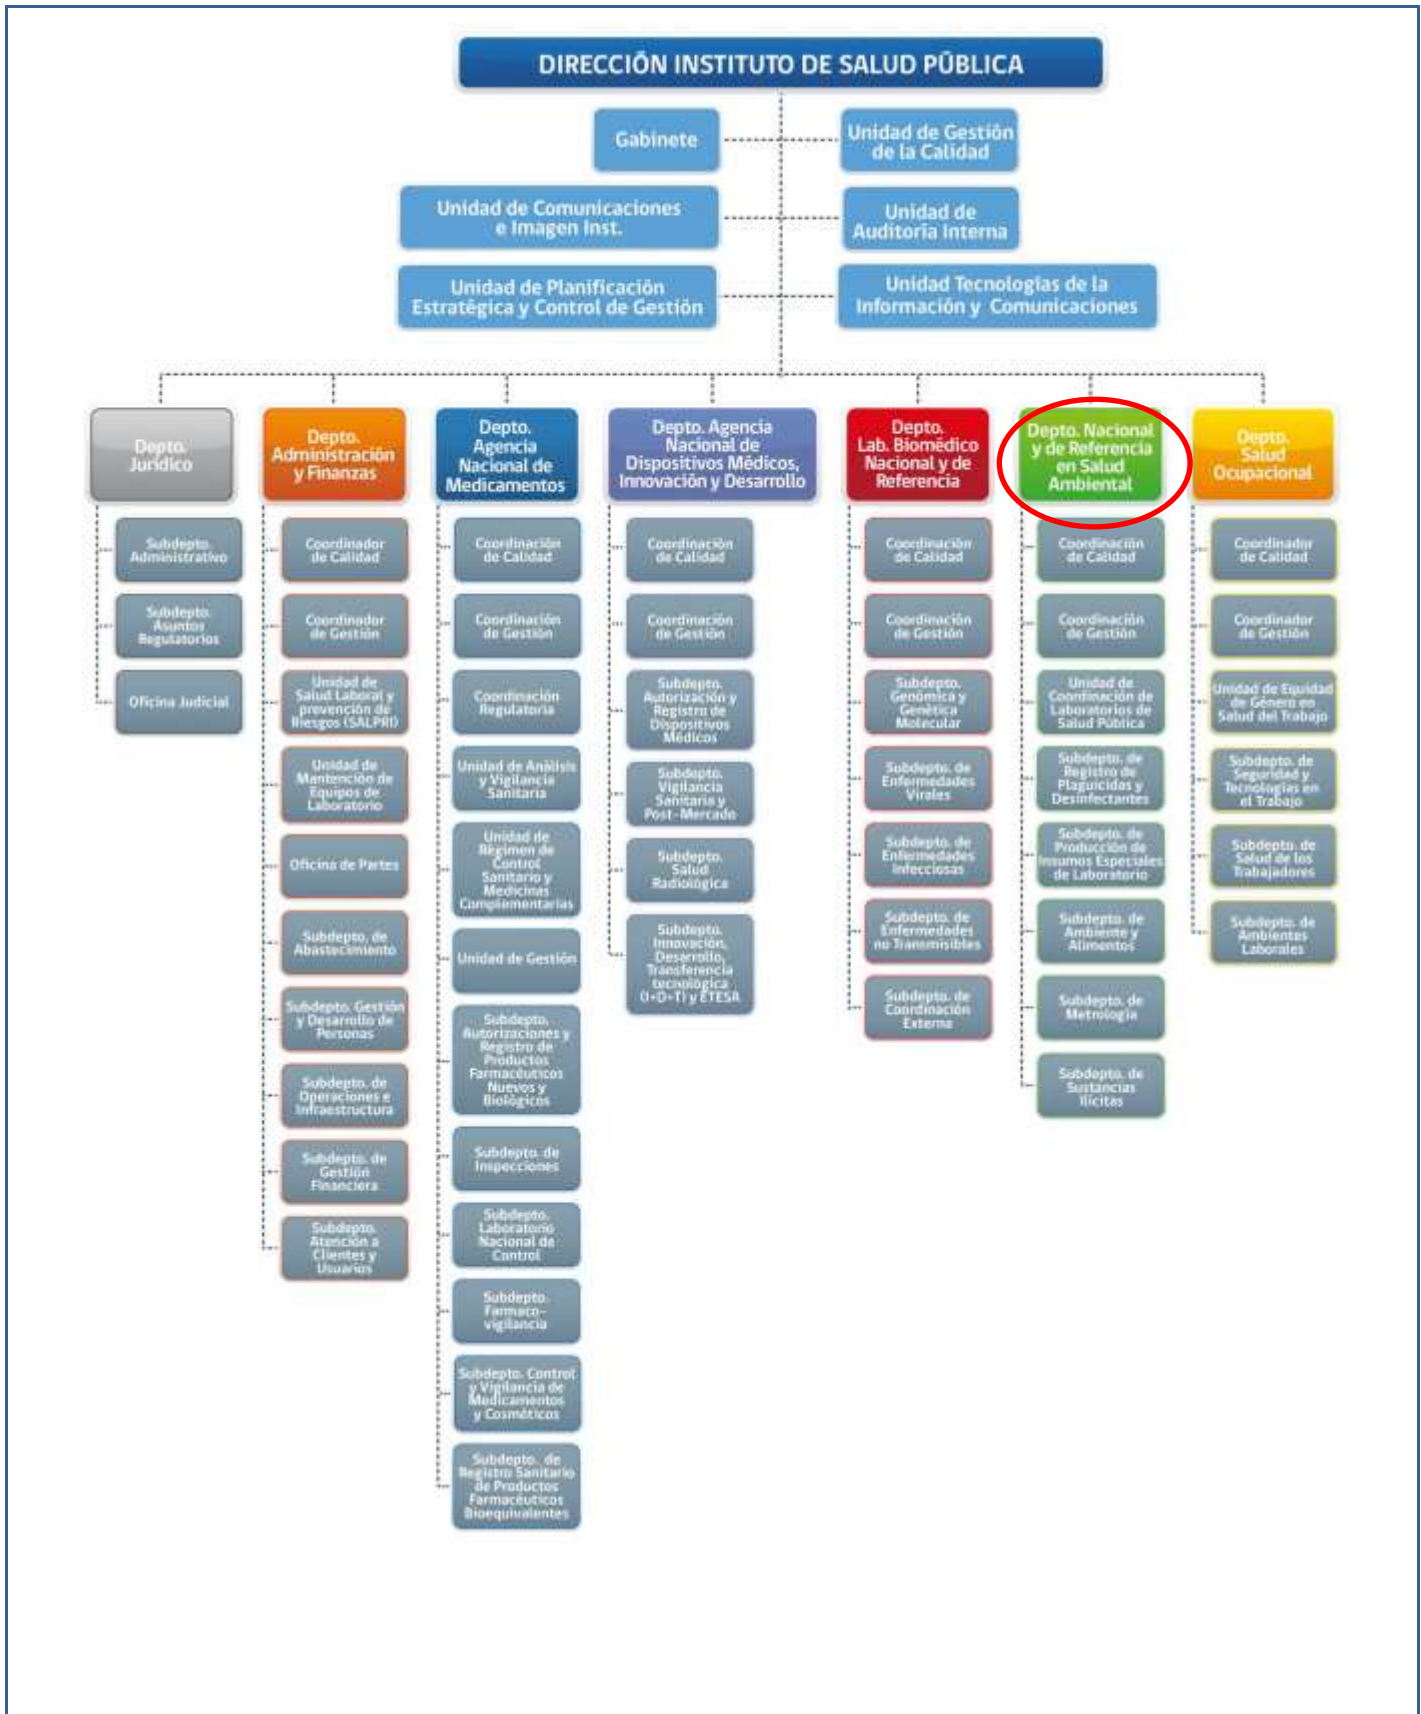 DIRECCIÓN INSTITUTO DE SALUD PÚBLICA
Gabinete
Unidad de Gestión
de la Calidad
Unidad de Comunicaciones
e Imagen Inst.
Unidad de
Auditoría Interna
Unidad de Planificación
Estratégica y Control de Gestión
Unidad Tecnologías de la
Información y Comunicaciones
Depto.
Jurídico
Subdepto.
Administrativo
Subdepto.
Asuntos
Regulatorios
Oficina Judicial
Depto.
Administración
y Finanzas
Coordinador
de Calidad
Coordinador
de Gestión
Unidad de
Salud Laboral y
prevención de
Riesgos (SALPRI)
Unidad de
Mantención de
Equipos de
Laboratorio
Oficina de Partes
Subdepto. de
Abastecimiento
Subdepto. Gestión
y Desarrollo de
Personas
Subdepto. de
Operaciones e
Infraestructura
Subdepto. de
Gestión
Financiera
Subdepto.
Atención a
Clientes y
Usuarios
Depto.
Agencia
Nacional de
Medicamentos
Coordinación
de Calidad
Coordinación
de Gestión
Coordinación
Regulatoria
Unidad de Análisis
y Vigilancia
Sanitaria
Unidad de
Régimen de
Control
Sanitario y
Medicinas
Complementarias
Unidad de Gestión
Subdepto.
Autorizaciones y
Registro de
Productos
Farmacéuticos
Nuevos y
Biológicos
Subdepto. de
Inspecciones
Subdepto.
Laboratorio
Nacional de
Control
Subdepto.
Farmaco-
vigilancia
Subdepto. Control
y Vigilancia de
Medicamentos
y Cosméticos
Subdepto. de
Registro Sanitario
de Productos
Farmacéuticos
Bioequivalentes
Depto. Agencia
Nacional de
Dispositivos Médicos,
Innovación y Desarrollo
Coordinación
de Calidad
Coordinación
de Gestión
Subdepto.
Autorización y
Registro de
Dispositivos
Médicos
Subdepto.
Vigilancia
Sanitaria y
Post-Mercado
Subdepto.
Salud
Radiológica
Subdepto.
Innovación,
Desarrollo,
Transferencia
tecnológica
(I+D+T) y ETESA
Depto.
Lab. Biomédico
Nacional y de
Referencia
Coordinación
de Calidad
Coordinación
de Gestión
Subdepto.
Genómica y
Genética
Molecular
Subdepto. de
Enfermedades
Virales
Subdepto. de
Enfermedades
Infecciosas
Subdepto. de
Enfermedades
no Transmisibles
Subdepto. de
Coordinación
Externa
Depto. Nacional
y de Referencia
en Salud
Ambiental
Coordinación
de Calidad
Coordinación
de Gestión
Unidad de
Coordinación de
Laboratorios de
Salud Pública
Subdepto. de
Registro de
Plaguicidas y
Desinfectantes
Subdepto. de
Producción de
Insumos Especiales
de Laboratorio
Subdepto. de
Ambiente y
Alimentos
Subdepto. de
Metrología
Subdepto. de
Sustancias
Ilícitas
Depto.
Salud
Ocupacional
Coordinador
de Calidad
Coordinador
de Gestión
Unidad de Equidad
de Género en
Salud del Trabajo
Subdepto. de
Seguridad y
Tecnologías en
el Trabajo
Subdepto. de
Salud de los
Trabajadores
Subdepto. de
Ambientes
Laborales